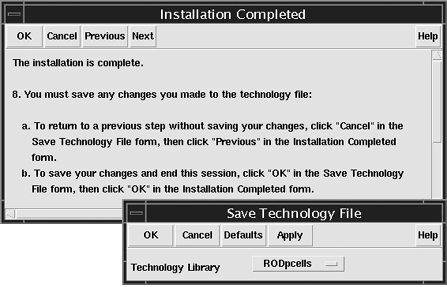 Installation Completed
OK Cancel Previous Next Help
The installation is complete.
8. You must save any changes you made to the technology file:
a. To return to a previous step without saving your changes, click "Cancel" in the
Save Technology File form, then click "Previous" in the Installation Completed
form.
b. To save your changes and end this session, click "OK" in the Save Technology
File form, then click "OK" in the Installation Completed form.
Save Technology File
OK Cancel Defaults Apply Help
Technology Library RODpcells